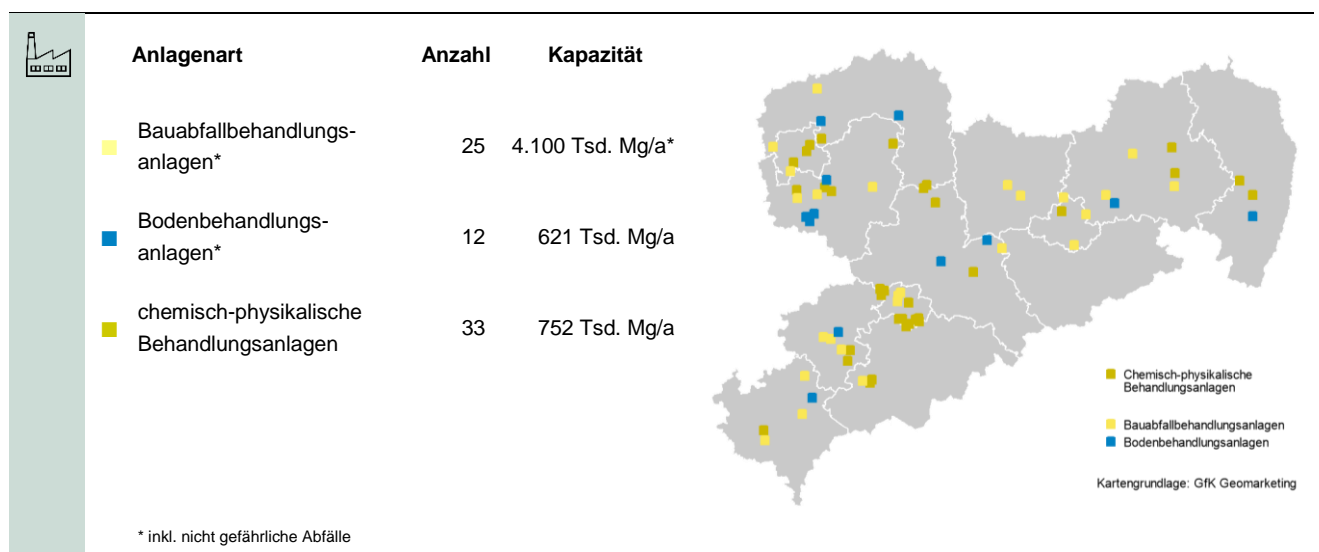 Anlagenart Anzahl Kapazität
Bauabfallbehandlungs-
anlagen*
25 4.100 Tsd. Mg/a*
Bodenbehandlungs-
anlagen*
12 621 Tsd. Mg/a
chemisch-physikalische
Behandlungsanlagen
33 752 Tsd. Mg/a
* inkl. nicht gefährliche Abfälle
Chemisch-physikalische
Behandlungsanlagen
Bauabfallbehandlungsanlagen
Bodenbehandlungsanlagen
Kartengrundlage: GfK Geomarketing